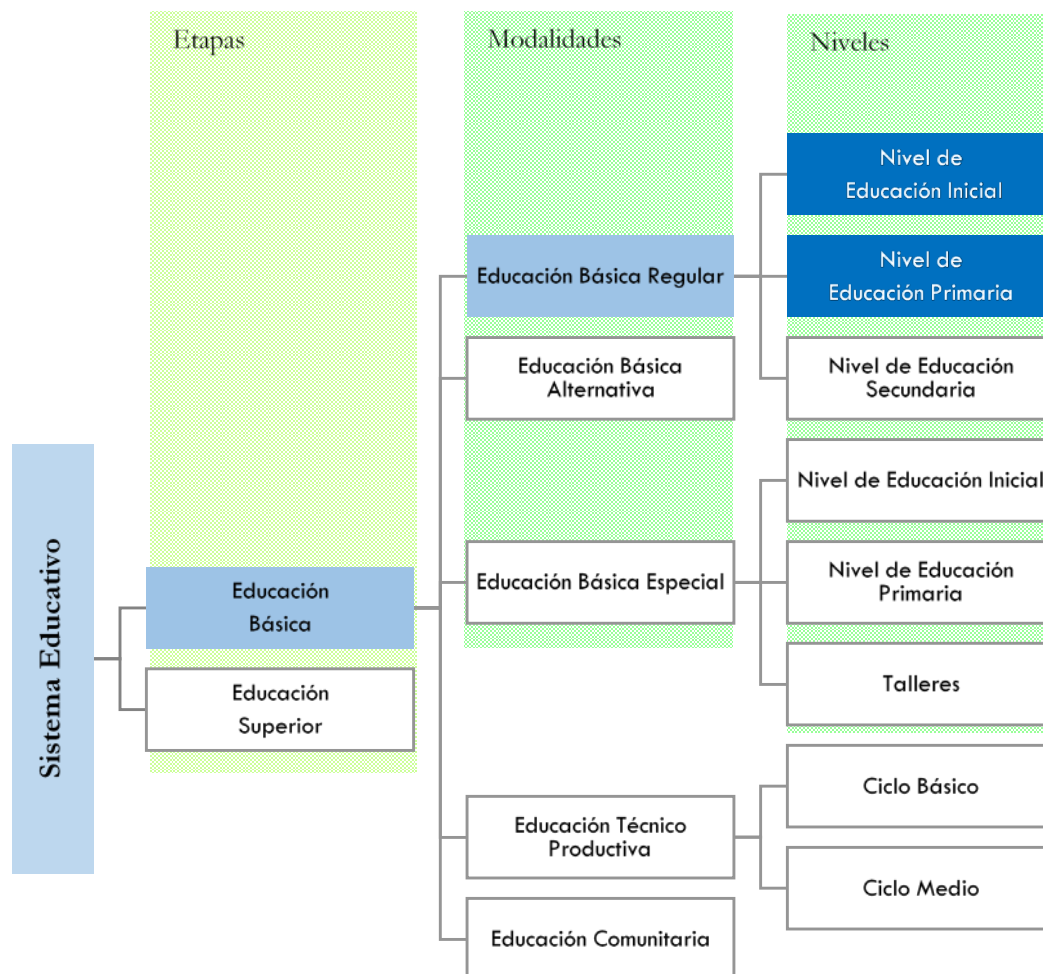 Etapas
Modalidades
Niveles
Nivel de
Educación Inicial
Educación Básica Regular
Nivel de
Educación Primaria
Educación Básica
Alternativa
Nivel de Educación
Secundaria
Sistema Educativo
Nivel de Educación Inicial
Educación
Básica
Educación Básica Especial
Nivel de Educación
Primaria
Educación
Superior
Talleres
Educación Técnico
Productiva
Ciclo Básico
Ciclo Medio
Educación Comunitaria